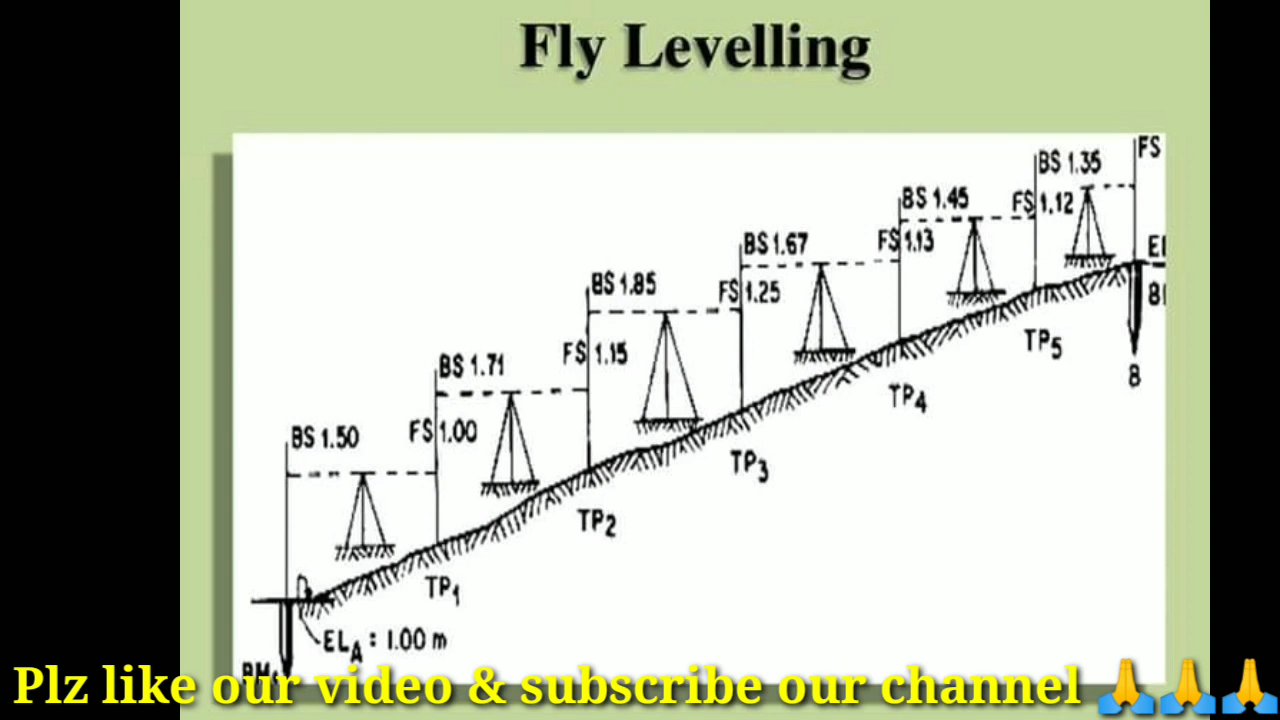 Fly Levelling
FS
BS 1.35
BS 1.45
FS 1.12
BS 1.67
FS 1.13
BS 1.85
FS 1.25
BS 1.71
FS 1.15
BS 1.50
FS 1.00
TP5
B
TP4
TP3
TP2
TP1
ELA : 1.00 m
Plz like our video & subscribe our channel 🙏🙏🙏